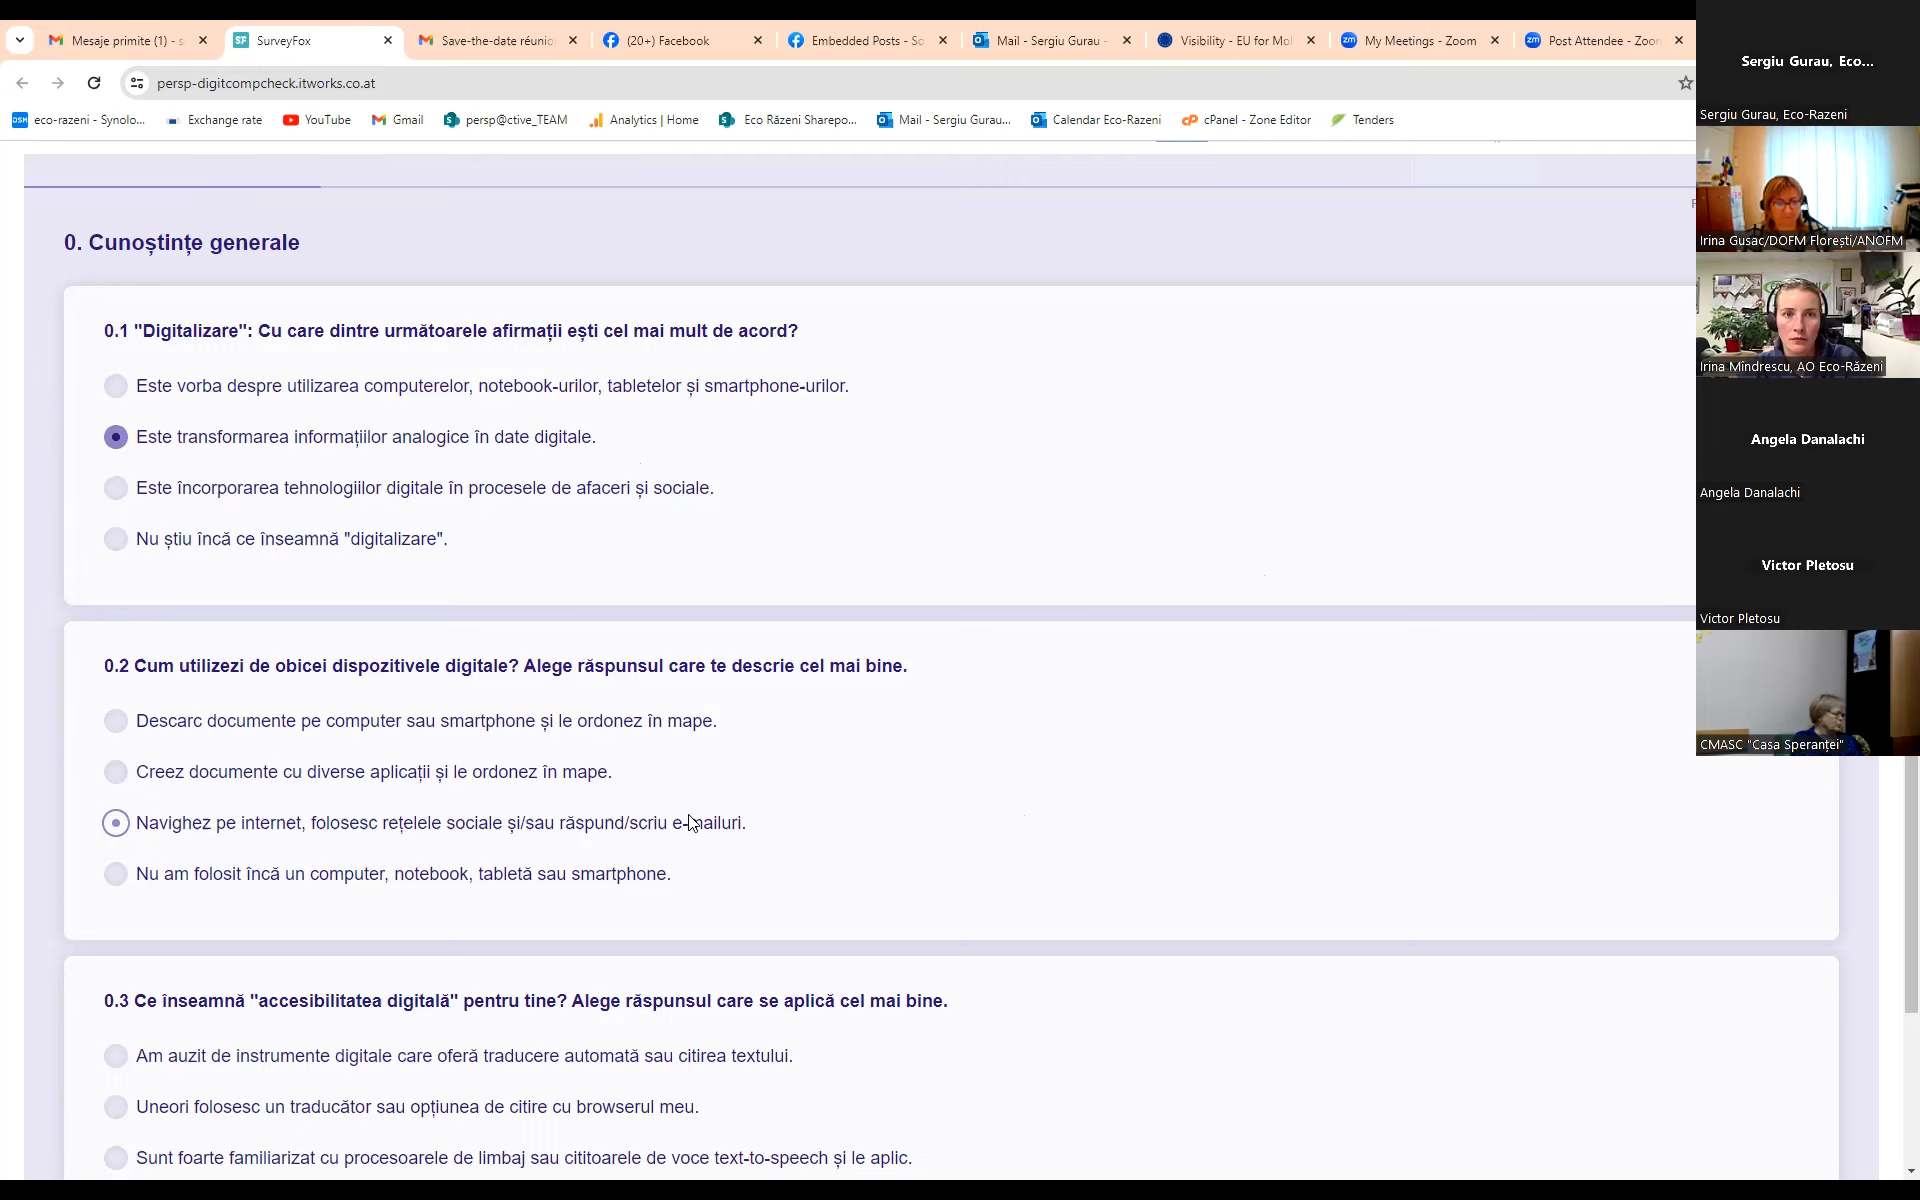 Mesaje primite (1) - s
SurveyFox
Save-the-date réunio
(20+) Facebook
Embedded Posts - So
Mail - Sergiu Gurau -
Visibility - EU for Mol
My Meetings - Zoom
Post Attendee - Zoo
persp-digitcompcheck.itworks.co.at
eco-razeni - Synolo...
Exchange rate
YouTube
Gmail
persp@ctive_TEAM
Analytics | Home
Eco Răzeni Sharepo...
Mail - Sergiu Gurau...
Calendar Eco-Razeni
cPanel - Zone Editor
Tenders
0. Cunoștințe generale
0.1 "Digitalizare": Cu care dintre următoarele afirmații ești cel mai mult de acord?
Este vorba despre utilizarea computerelor, notebook-urilor, tabletelor și smartphone-urilor.
Este transformarea informațiilor analogice în date digitale.
Este încorporarea tehnologiilor digitale în procesele de afaceri și sociale.
Nu știu încă ce înseamnă "digitalizare".
0.2 Cum utilizezi de obicei dispozitivele digitale? Alege răspunsul care te descrie cel mai bine.
Descarc documente pe computer sau smartphone și le ordonez în mape.
Creez documente cu diverse aplicații și le ordonez în mape.
Navighez pe internet, folosesc rețelele sociale și/sau răspund/scriu e-mailuri.
Nu am folosit încă un computer, notebook, tabletă sau smartphone.
0.3 Ce înseamnă "accesibilitatea digitală" pentru tine? Alege răspunsul care se aplică cel mai bine.
Am auzit de instrumente digitale care oferă traducere automată sau citirea textului.
Uneori folosesc un traducător sau opțiunea de citire cu browserul meu.
Sunt foarte familiarizat cu procesoarele de limbaj sau cititoarele de voce text-to-speech și le aplic.
Sergiu Gurau, Eco...
Sergiu Gurau, Eco-Razeni
Irina Gusac/DOFM Florești/ANOFM
Irina Mîndrescu, AO Eco-Răzeni
Angela Danalachi
Angela Danalachi
Victor Pletosu
Victor Pletosu
CMASC "Casa Speranței"